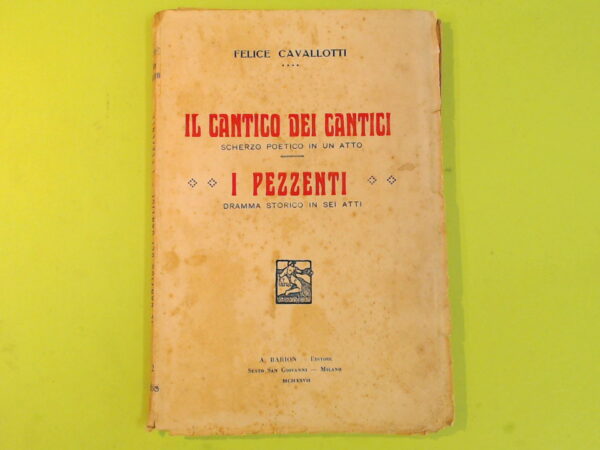 FELICE CAVALLOTTI
IL CANTICO DEI CANTICI
SCHERZO POETICO IN UN ATTO
I PEZZENTI
DRAMMA STORICO IN SEI ATTI
A. BARION - EDITORE
SESTO SAN GIOVANNI — MILANO
MCMXXVII